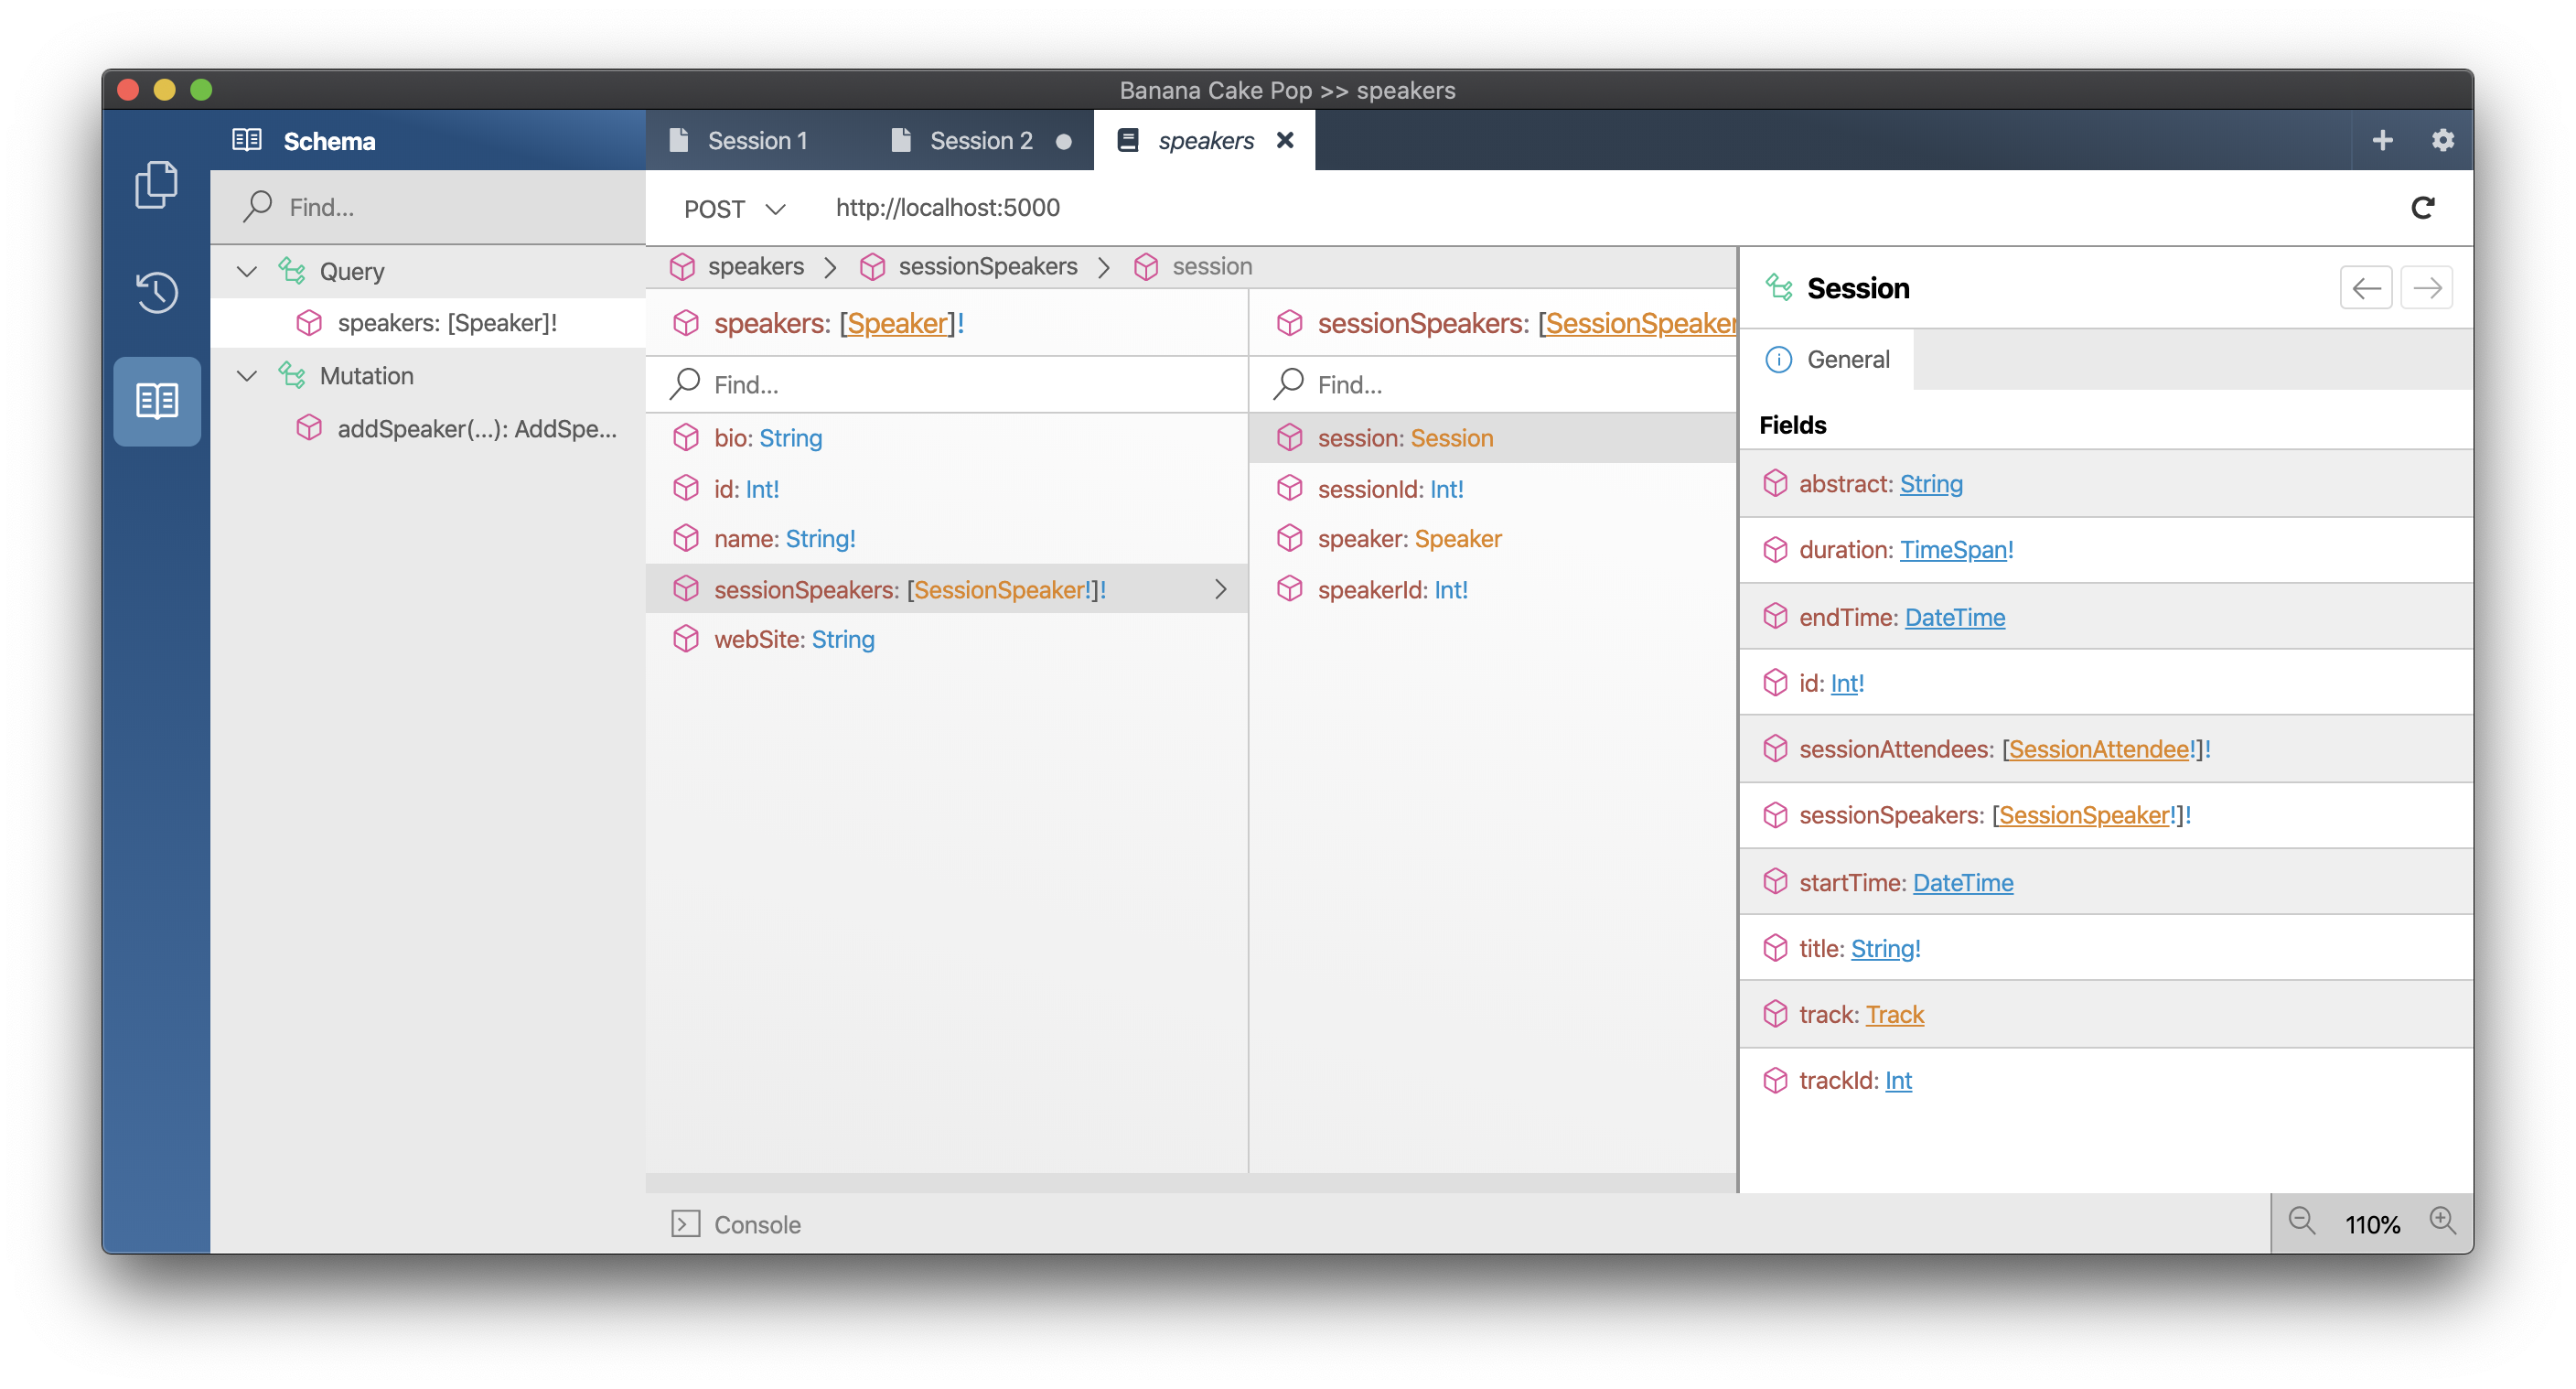 Banana Cake Pop >> speakers
Schema
Session 1
Session 2
speakers
Find...
POST
http://localhost:5000
Query
speakers: [Speaker]!
Mutation
addSpeaker(...): AddSpe...
speakers
sessionSpeakers
session
speakers: [Speaker]!
Find...
bio: String
id: Int!
name: String!
sessionSpeakers: [SessionSpeaker!]!
webSite: String
sessionSpeakers: [SessionSpeaker
Find...
session: Session
sessionId: Int!
speaker: Speaker
speakerId: Int!
Session
General
Fields
abstract: String
duration: TimeSpan!
endTime: DateTime
id: Int!
sessionAttendees: [SessionAttendee!]!
sessionSpeakers: [SessionSpeaker!]!
startTime: DateTime
title: String!
track: Track
trackId: Int
Console
110%